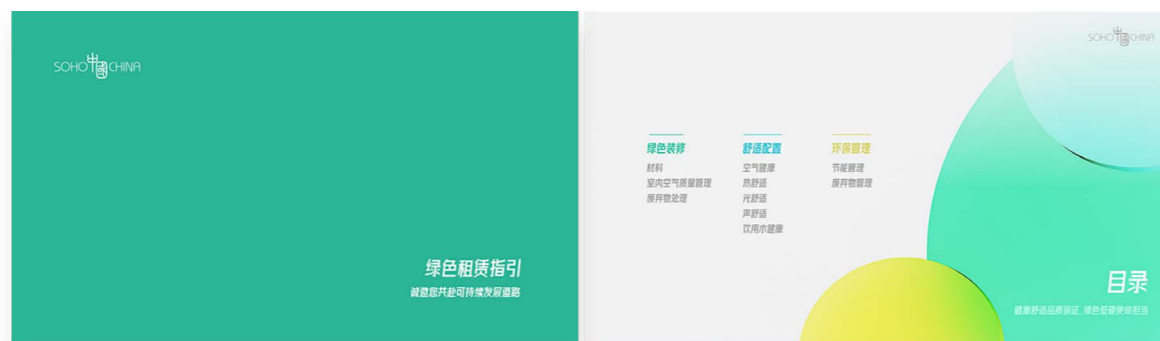 SOHO中國CHINA
绿色租赁指引
诚邀您共赴可持续发展道路
SOHO中國CHINA
绿色装修
材料
室内空气质量管理
废弃物处理
舒适配置
空气健康
热舒适
光舒适
声舒适
饮用水健康
环保管理
节能管理
废弃物管理
目录
健康舒适品质保证，绿色低碳使命担当